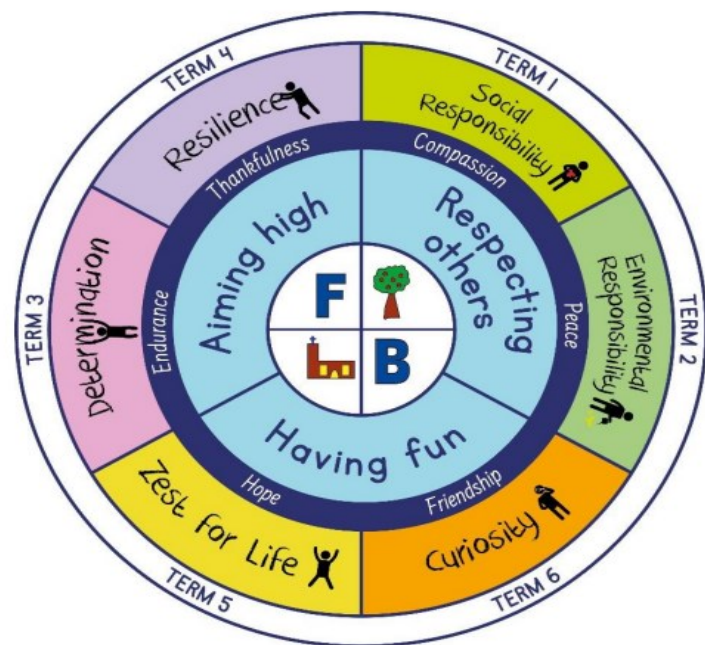 TERM 4
TERM 1
Resilience
Social
Responsibility
Thankfulness
Compassion
Aiming high
Respecting
others
F
B
Having fun
TERM 3
Determination
Endurance
Peace
Environmental
Responsibility
TERM 2
Hope
Friendship
Zest for Life
Curiosity
TERM 5
TERM 6